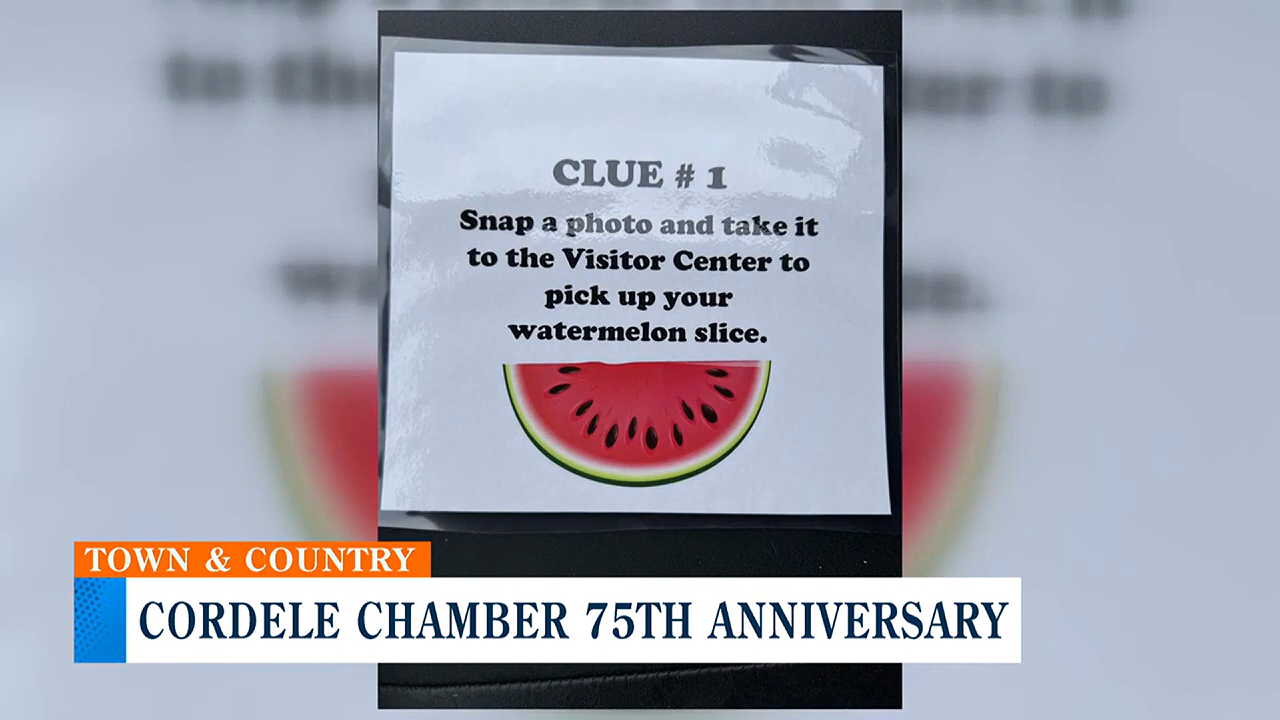 CLUE # 1
Snap a photo and take it
to the Visitor Center to
pick up your
watermelon slice.
TOWN & COUNTRY
CORDELE CHAMBER 75TH ANNIVERSARY